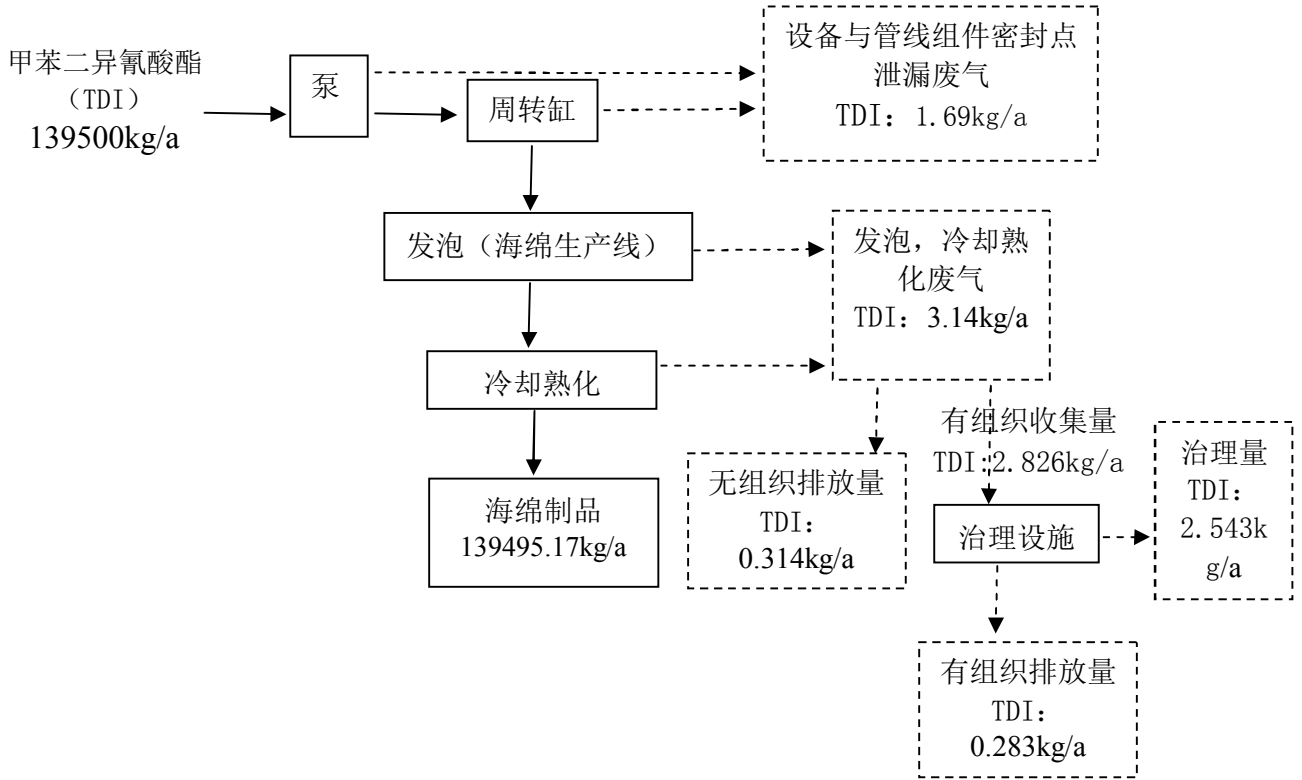 甲苯二异氰酸酯
（TDI）
139500kg/a
泵
周转缸
设备与管线组件密封点
泄漏废气
TDI：1.69kg/a
发泡（海绵生产线）
发泡，冷却熟
化废气
TDI：3.14kg/a
冷却熟化
有组织收集量
TDI:2.826kg/a
海绵制品
139495.17kg/a
无组织排放量
TDI：
0.314kg/a
治理设施
治理量
TDI：
2.543k
g/a
有组织排放量
TDI：
0.283kg/a